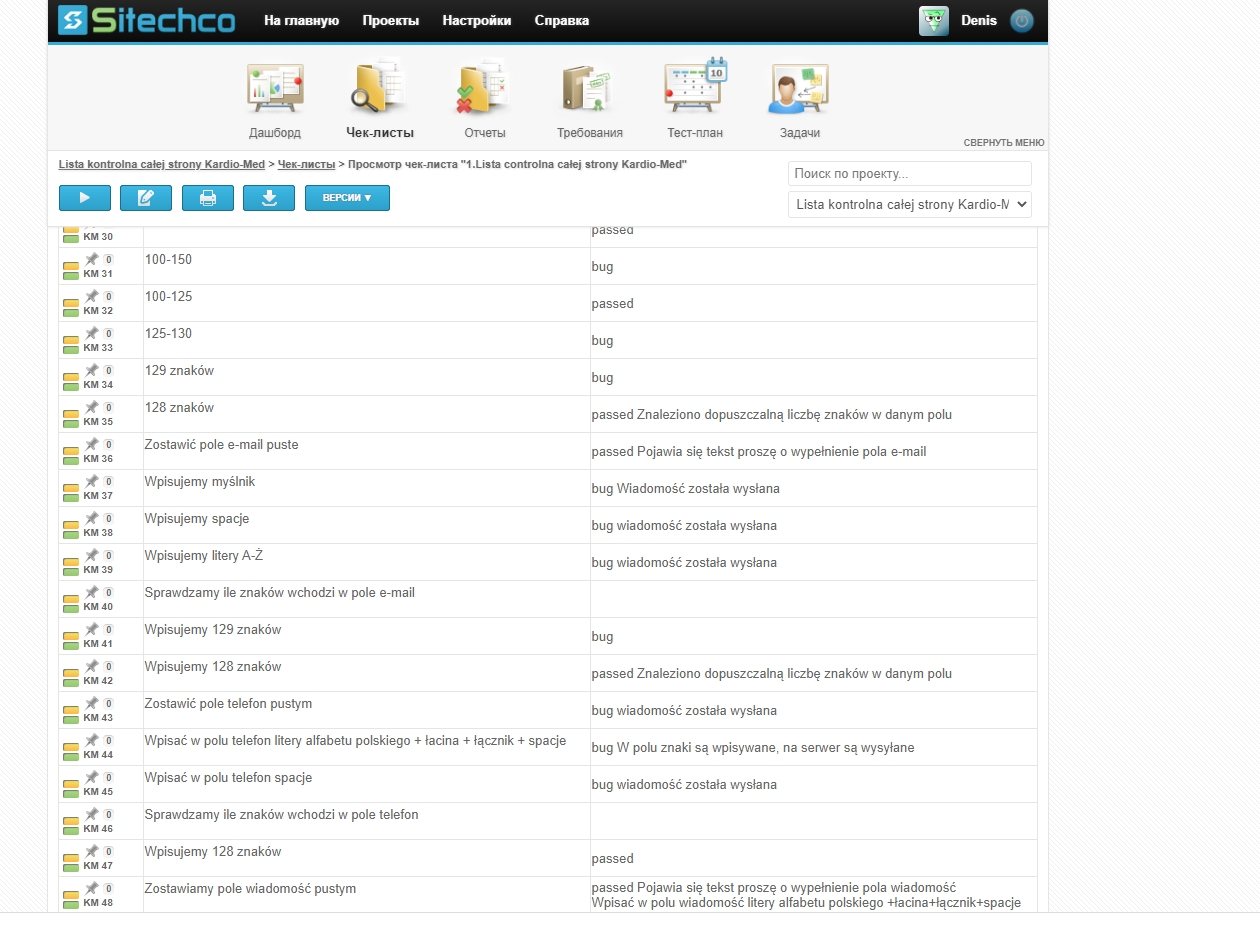 Sitechco На главную Проекты Настройки Справка Denis
10
Дашборд Чек-листы Отчеты Требования Тест-план Задачи
СВЕРНУТЬ МЕНЮ
Lista kontrolna całej strony Kardio-Med > Чек-листы > Просмотр чек-листа "1.Lista controlna całej strony Kardio-Med"
Поиск по проекту...
ВЕРСИИ ▼
Lista kontrolna całej strony Kardio-M
KM 30 passed
0 KM 31 100-150 bug
0 KM 32 100-125 passed
0 KM 33 125-130 bug
0 KM 34 129 znaków bug
0 KM 35 128 znaków passed Znaleziono dopuszczalną liczbę znaków w danym polu
0 KM 36 Zostawić pole e-mail puste passed Pojawia się tekst proszę o wypełnienie pola e-mail
0 KM 37 Wpisujemy myślnik bug Wiadomość została wysłana
0 KM 38 Wpisujemy spacje bug wiadomość została wysłana
0 KM 39 Wpisujemy litery A-Ż bug wiadomość została wysłana
0 KM 40 Sprawdzamy ile znaków wchodzi w pole e-mail
0 KM 41 Wpisujemy 129 znaków bug
0 KM 42 Wpisujemy 128 znaków passed Znaleziono dopuszczalną liczbę znaków w danym polu
0 KM 43 Zostawić pole telefon pustym bug wiadomość została wysłana
0 KM 44 Wpisać w polu telefon litery alfabetu polskiego + łacina + łącznik + spacje bug W polu znaki są wpisywane, na serwer są wysyłane
0 KM 45 Wpisać w polu telefon spacje bug wiadomość została wysłana
0 KM 46 Sprawdzamy ile znaków wchodzi w pole telefon
0 KM 47 Wpisujemy 128 znaków passed
0 KM 48 Zostawiamy pole wiadomość pustym passed Pojawia się tekst proszę o wypełnienie pola wiadomość
Wpisać w polu wiadomość litery alfabetu polskiego +łacina+łącznik+spacje